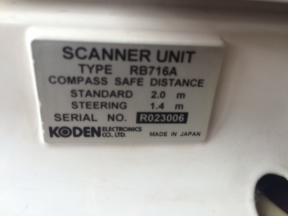 SCANNER UNIT
TYPE RB716A
COMPASS SAFE DISTANCE
STANDARD 2.0 m
STEERING 1.4 m
SERIAL NO. R023006
KODEN ELECTRONICS CO., LTD. MADE IN JAPAN